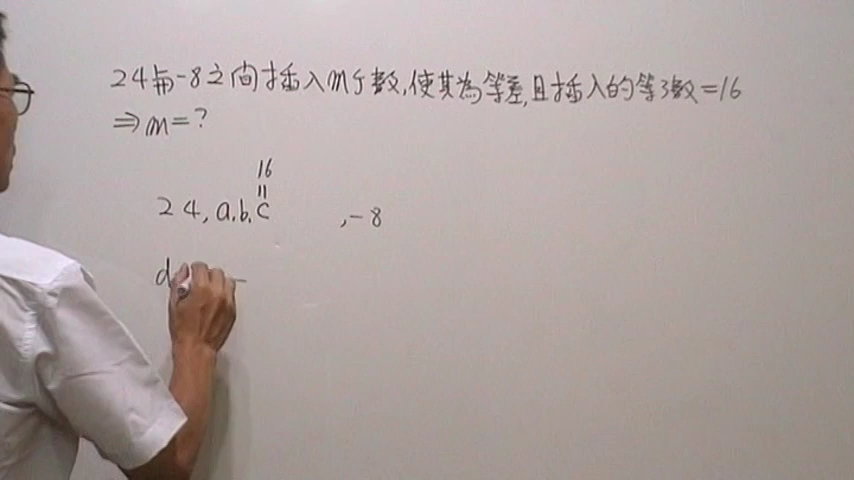 24與-8之間插入m个數,使其為等差,且插入的第3數=16
⇒m=?
16
=
24,a,b,c ,-8
d